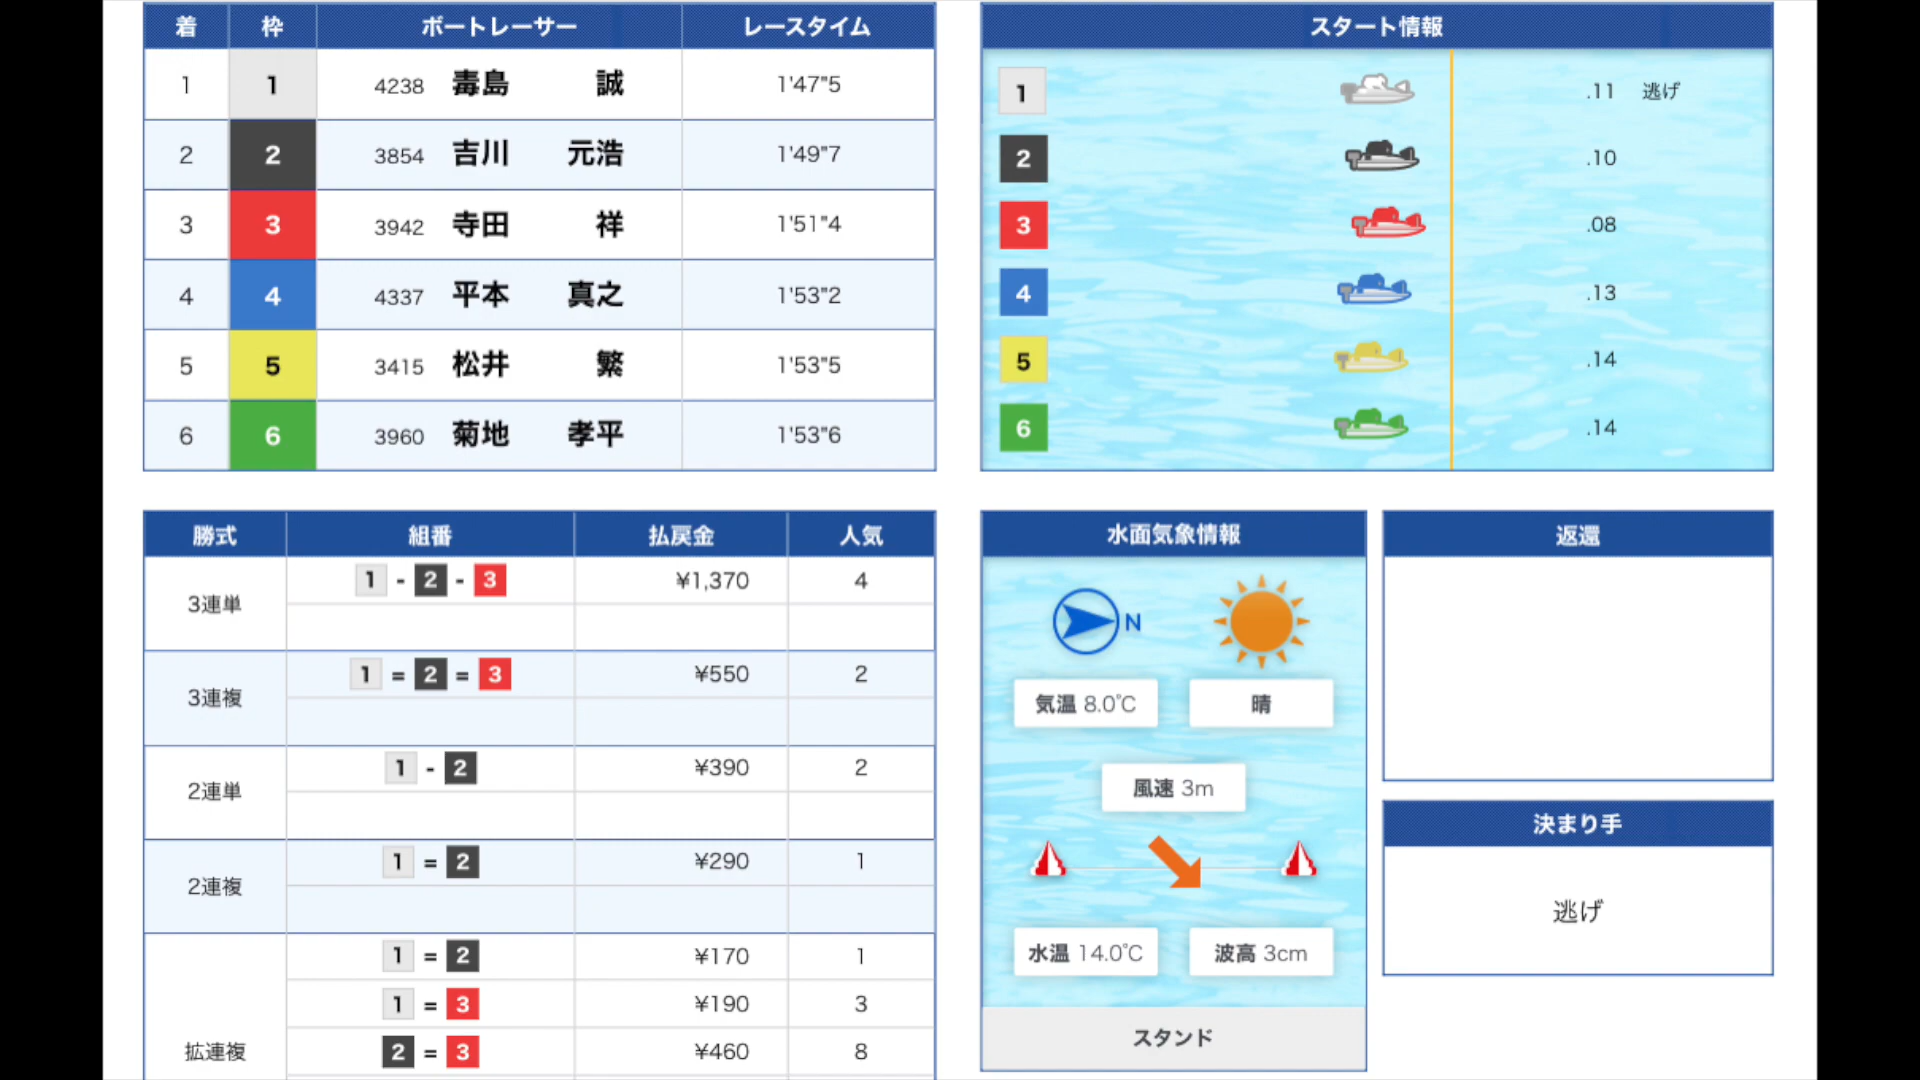 着 枠 ボートレーサー レースタイム
1 1 4238 毒島 誠 1'47"5
2 2 3854 吉川 元浩 1'49"7
3 3 3942 寺田 祥 1'51"4
4 4 4337 平本 真之 1'53"2
5 5 3415 松井 繁 1'53"5
6 6 3960 菊地 孝平 1'53"6
スタート情報
1 .11 逃げ
2 .10
3 .08
4 .13
5 .14
6 .14
勝式 組番 払戻金 人気
3連単 1 - 2 - 3 ¥1,370 4
3連複 1 = 2 = 3 ¥550 2
2連単 1 - 2 ¥390 2
2連複 1 = 2 ¥290 1
拡連複 1 = 2 ¥170 1
1 = 3 ¥190 3
2 = 3 ¥460 8
水面気象情報
N
気温 8.0℃ 晴
風速 3m
水温 14.0℃ 波高 3cm
スタンド
返還
決まり手
逃げ